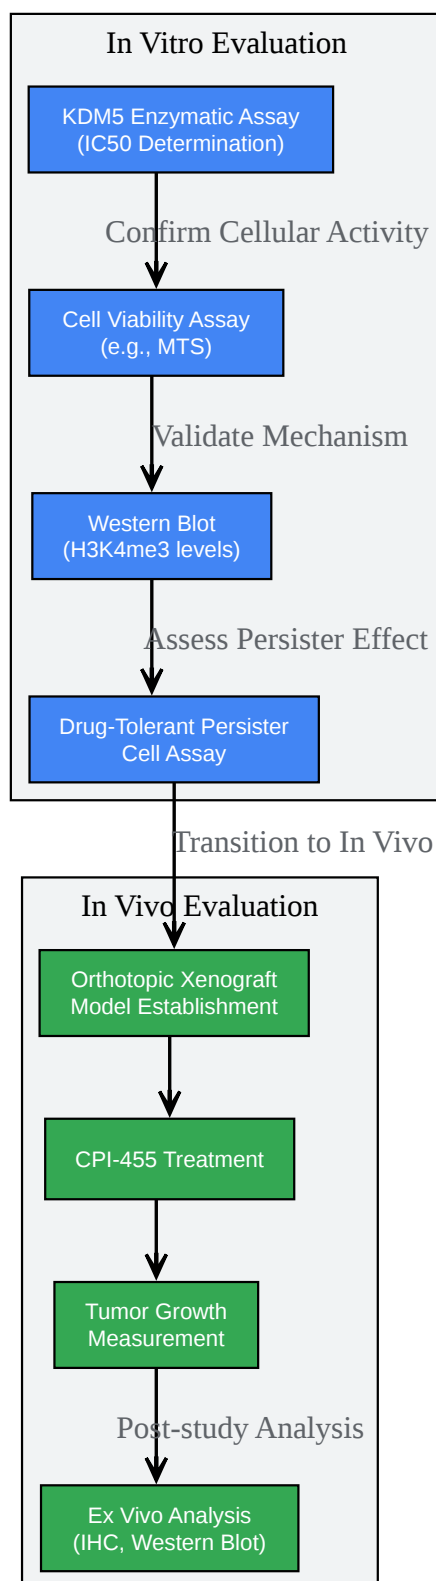 In Vitro Evaluation
KDM5 Enzymatic Assay
(IC50 Determination)
Confirm Cellular Activity
Cell Viability Assay
(e.g., MTS)
Validate Mechanism
Western Blot
(H3K4me3 levels)
Assess Persister Effect
Drug-Tolerant Persister
Cell Assay
Transition to In Vivo
In Vivo Evaluation
Orthotopic Xenograft
Model Establishment
CPI-455 Treatment
Tumor Growth
Measurement
Post-study Analysis
Ex Vivo Analysis
(IHC, Western Blot)